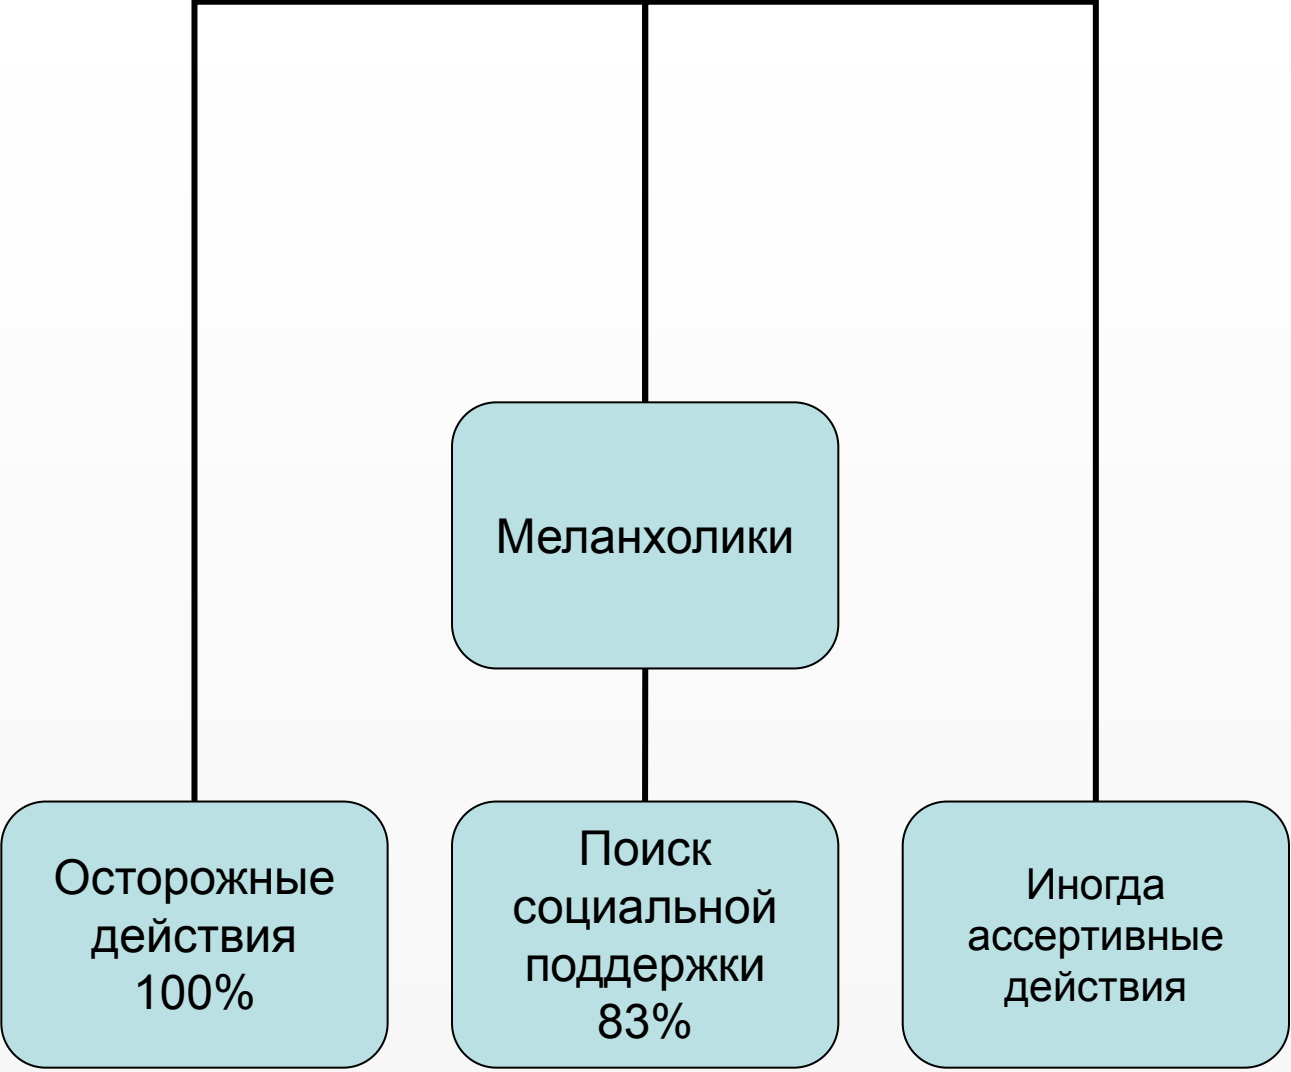 Меланхолики
Осторожные
действия
100%
Поиск
социальной
поддержки
83%
Иногда
ассертивные
действия